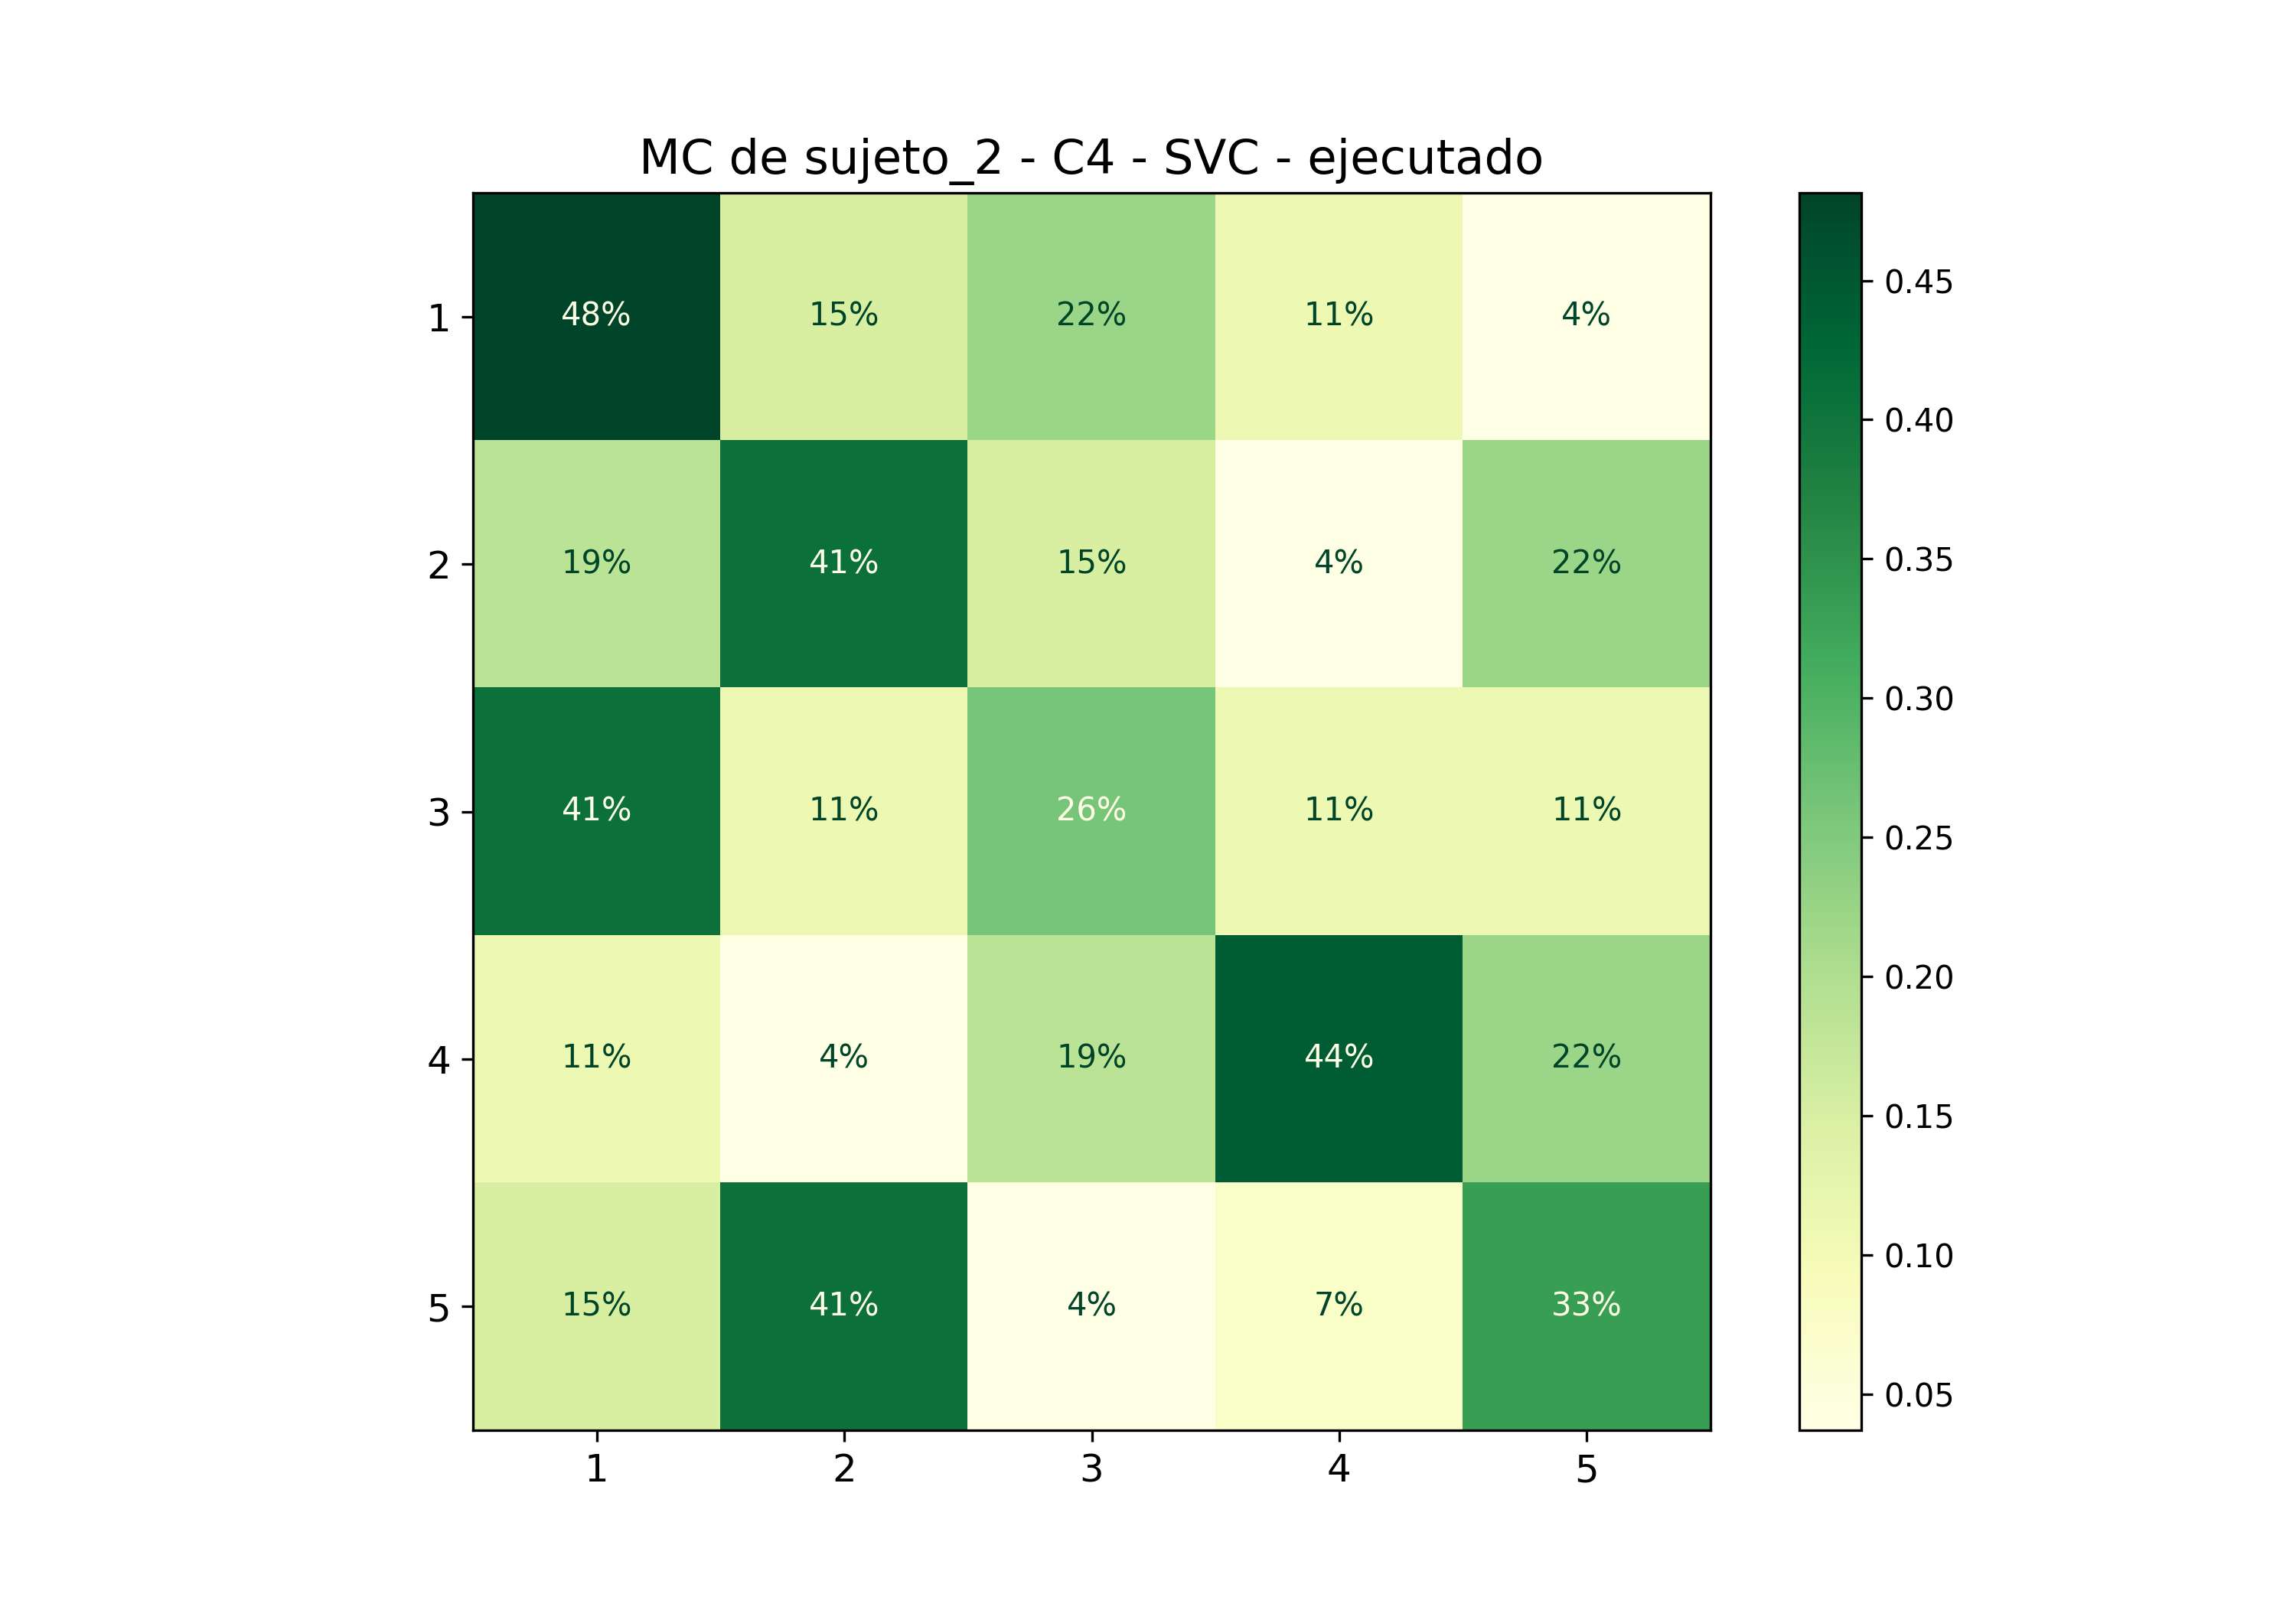 MC de sujeto_2 - C4 - SVC - ejecutado
1 48% 15% 22% 11% 4%
2 19% 41% 15% 4% 22%
3 41% 11% 26% 11% 11%
4 11% 4% 19% 44% 22%
5 15% 41% 4% 7% 33%
1 2 3 4 5
0.45
0.40
0.35
0.30
0.25
0.20
0.15
0.10
0.05